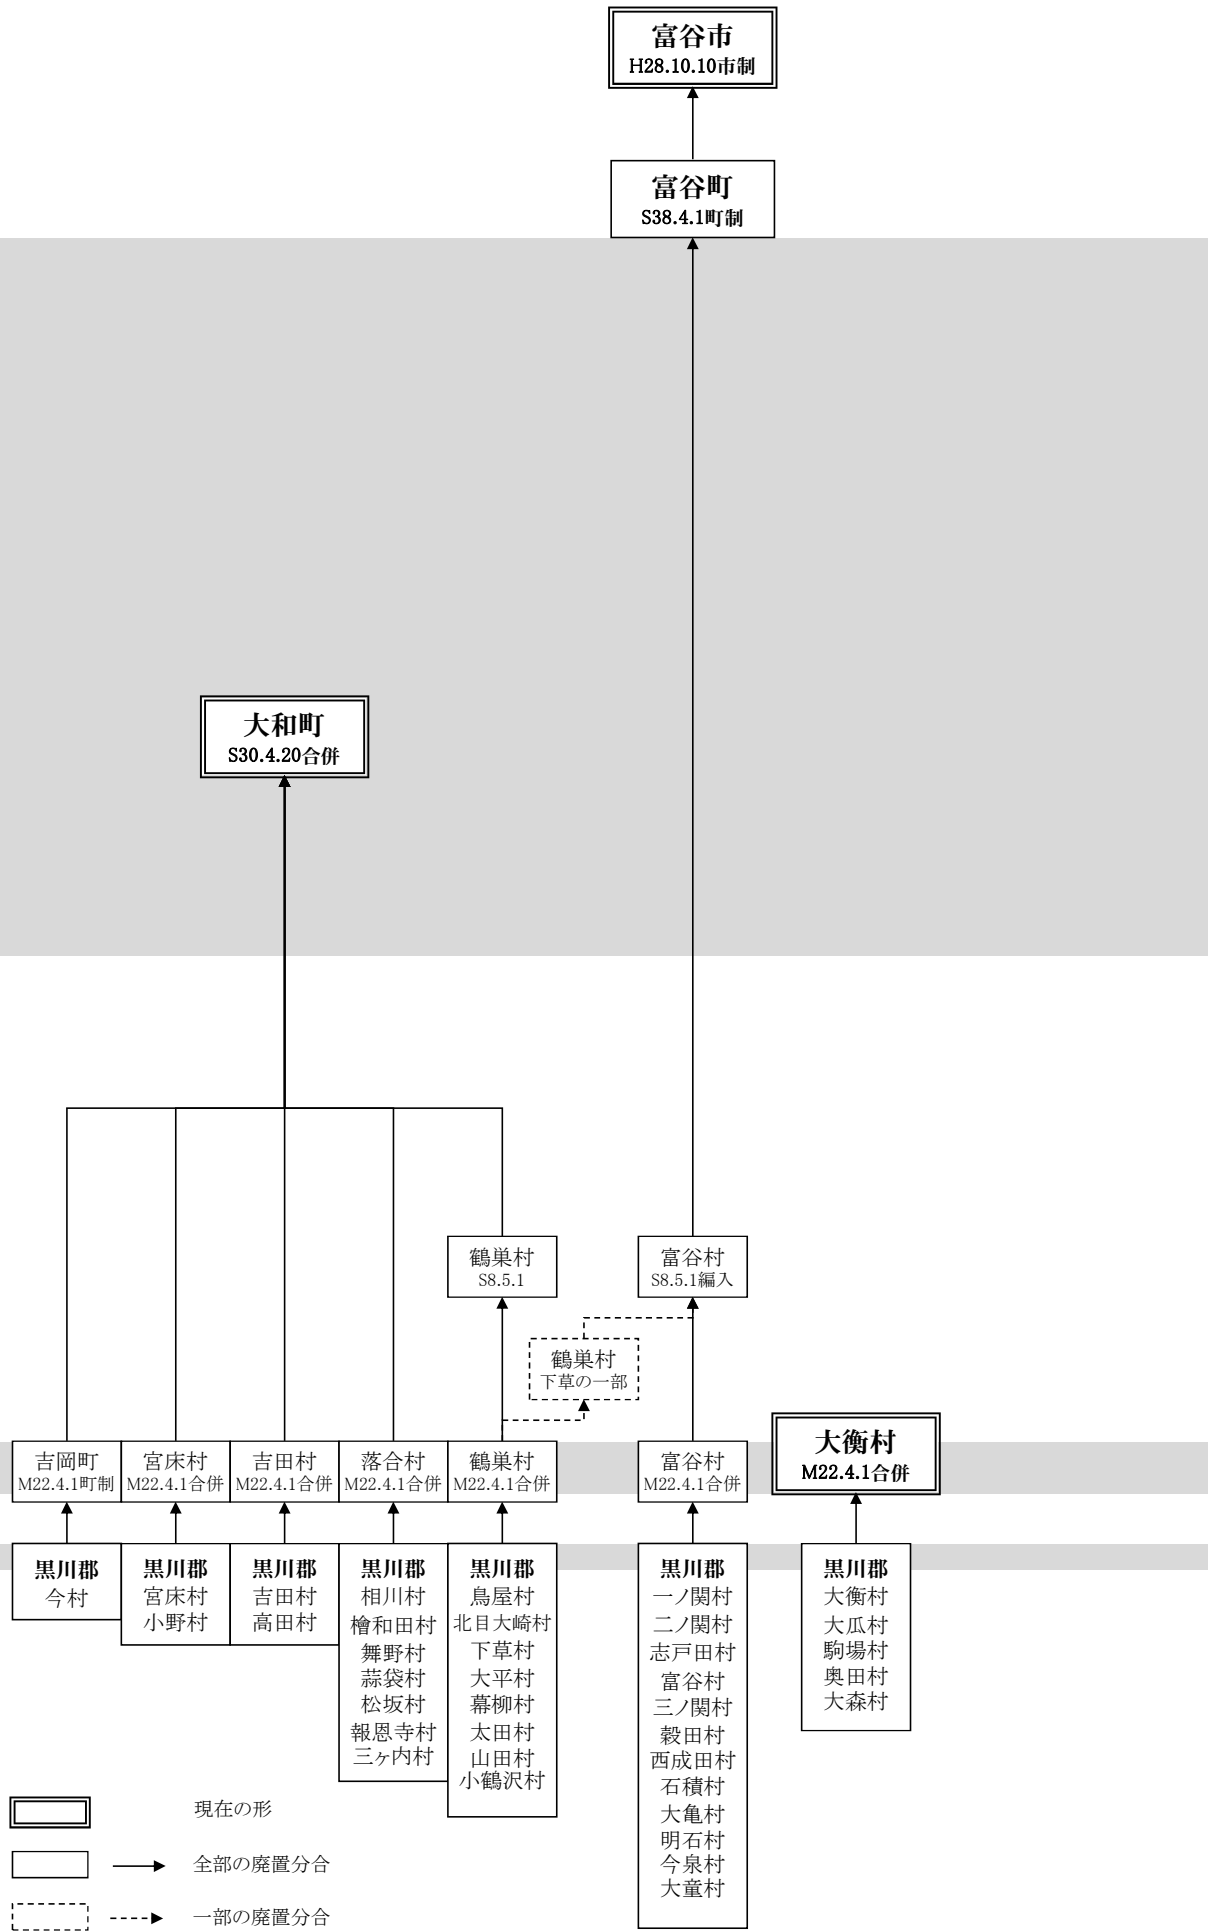 富谷市
H28.10.10市制
富谷町
S38.4.1町制
大和町
S30.4.20合併
鶴巣村
S8.5.1
富谷村
S8.5.1編入
鶴巣村
下草の一部
吉岡町
M22.4.1町制
宮床村
M22.4.1合併
吉田村
M22.4.1合併
落合村
M22.4.1合併
鶴巣村
M22.4.1合併
富谷村
M22.4.1合併
大衡村
M22.4.1合併
黒川郡
今村
黒川郡
宮床村
小野村
黒川郡
吉田村
高田村
黒川郡
相川村
檜和田村
舞野村
蒜袋村
松坂村
報恩寺村
三ヶ内村
黒川郡
鳥屋村
北目大崎村
下草村
大平村
幕柳村
太田村
山田村
小鶴沢村
黒川郡
一ノ関村
二ノ関村
志戸田村
富谷村
三ノ関村
穀田村
西成田村
石積村
大亀村
明石村
今泉村
大童村
黒川郡
大衡村
大瓜村
駒場村
奥田村
大森村
現在の形
全部の廃置分合
一部の廃置分合